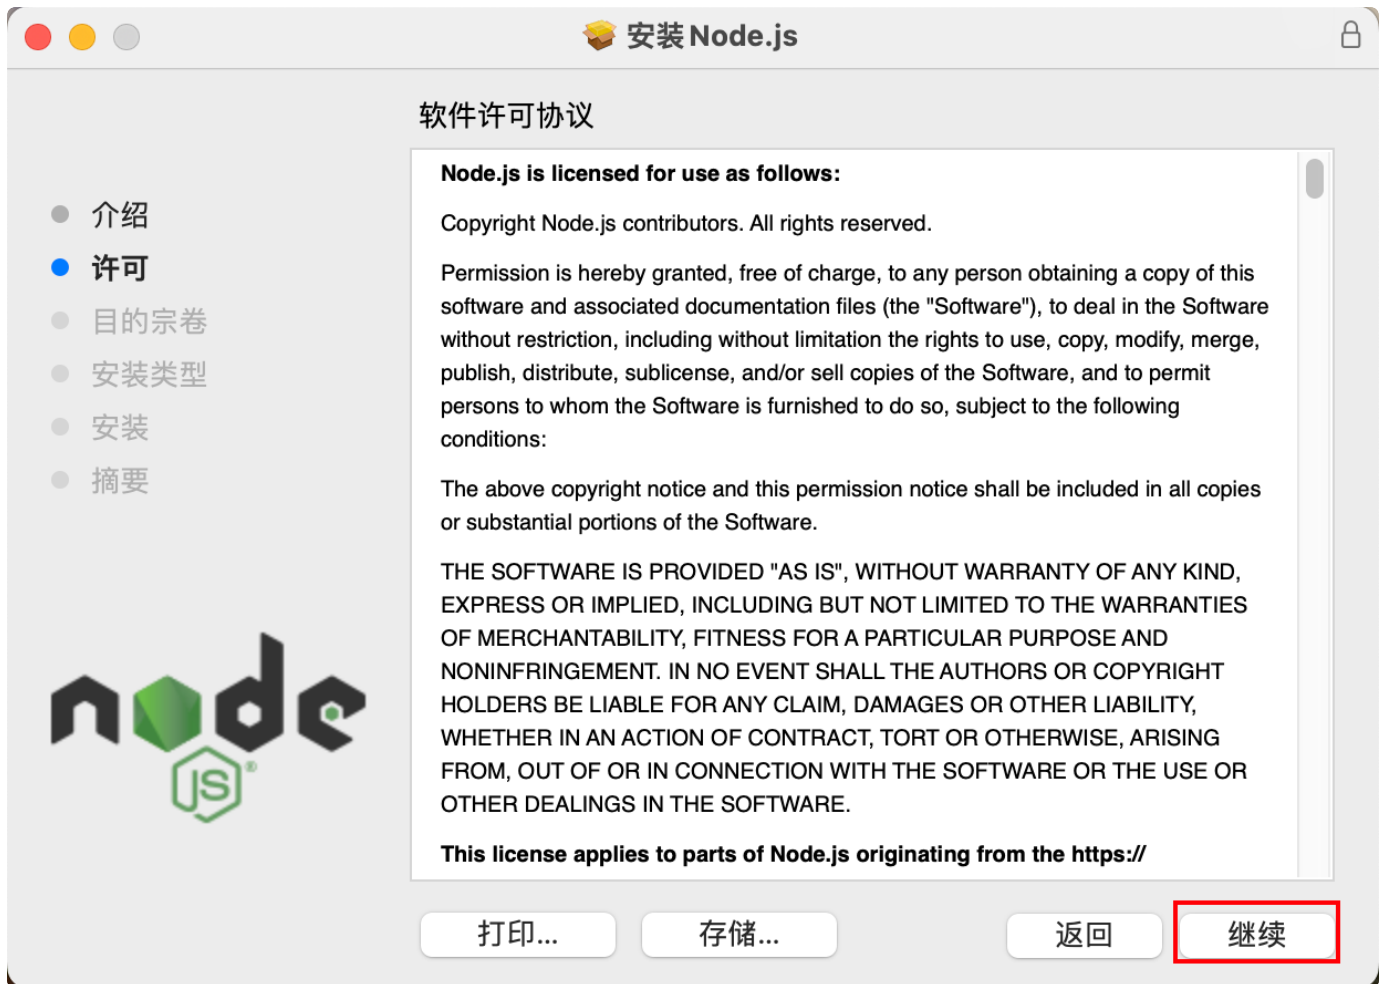 安装Node.js
软件许可协议
介绍
许可
目的宗卷
安装类型
安装
摘要
node
JS®
Node.js is licensed for use as follows:
Copyright Node.js contributors. All rights reserved.
Permission is hereby granted, free of charge, to any person obtaining a copy of this
software and associated documentation files (the "Software"), to deal in the Software
without restriction, including without limitation the rights to use, copy, modify, merge,
publish, distribute, sublicense, and/or sell copies of the Software, and to permit
persons to whom the Software is furnished to do so, subject to the following
conditions:
The above copyright notice and this permission notice shall be included in all copies
or substantial portions of the Software.
THE SOFTWARE IS PROVIDED "AS IS", WITHOUT WARRANTY OF ANY KIND,
EXPRESS OR IMPLIED, INCLUDING BUT NOT LIMITED TO THE WARRANTIES
OF MERCHANTABILITY, FITNESS FOR A PARTICULAR PURPOSE AND
NONINFRINGEMENT. IN NO EVENT SHALL THE AUTHORS OR COPYRIGHT
HOLDERS BE LIABLE FOR ANY CLAIM, DAMAGES OR OTHER LIABILITY,
WHETHER IN AN ACTION OF CONTRACT, TORT OR OTHERWISE, ARISING
FROM, OUT OF OR IN CONNECTION WITH THE SOFTWARE OR THE USE OR
OTHER DEALINGS IN THE SOFTWARE.
This license applies to parts of Node.js originating from the https://
打印...
存储...
返回
继续